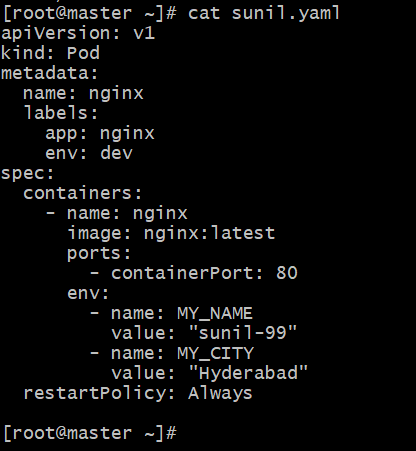 [root@master ~]# cat sunil.yaml
apiVersion: v1
kind: Pod
metadata:
  name: nginx
  labels:
    app: nginx
    env: dev
spec:
  containers:
    - name: nginx
      image: nginx:latest
      ports:
        - containerPort: 80
      env:
        - name: MY_NAME
          value: "sunil-99"
        - name: MY_CITY
          value: "Hyderabad"
  restartPolicy: Always

[root@master ~]#